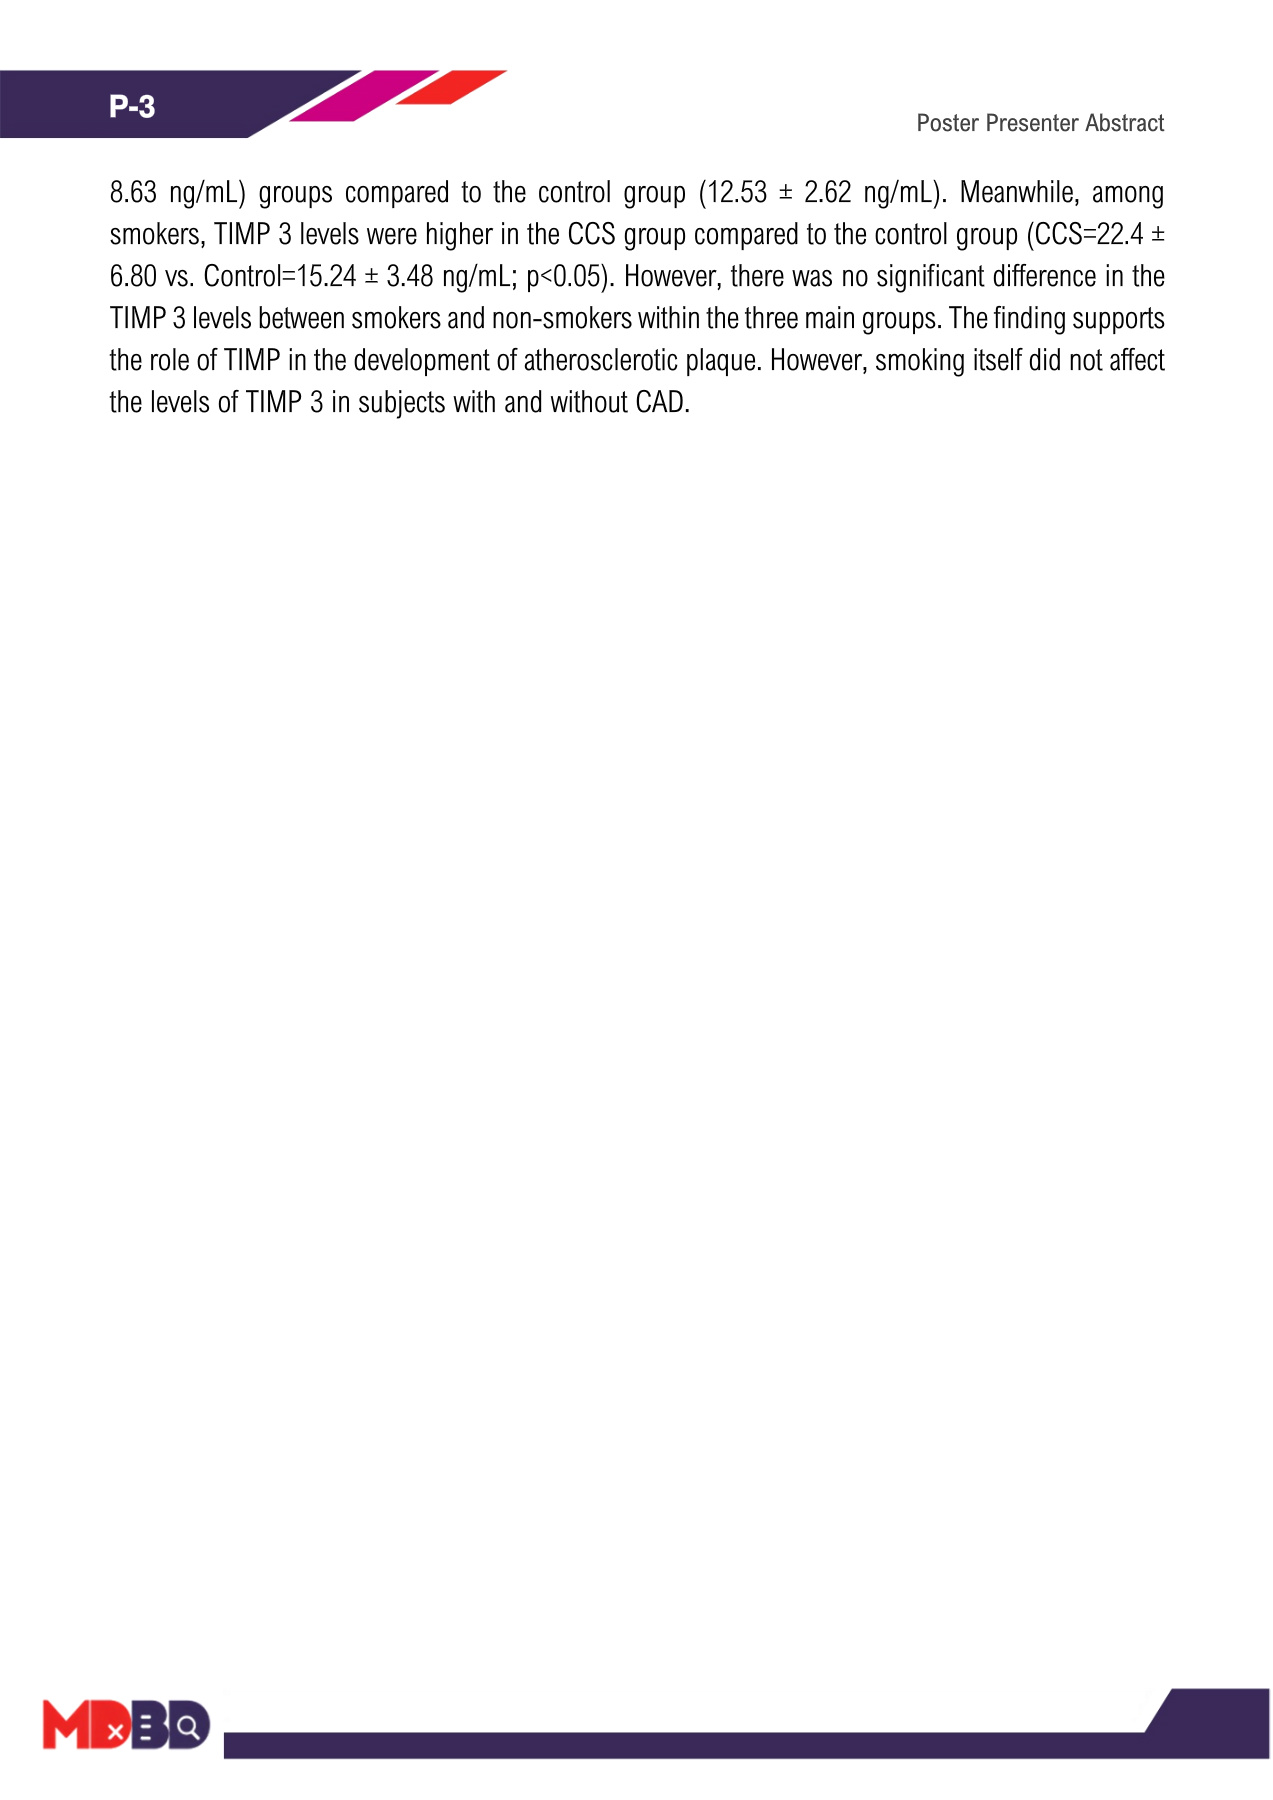 P-3
Poster Presenter Abstract
8.63 ng/mL) groups compared to the control group (12.53 ± 2.62 ng/mL). Meanwhile, among
smokers, TIMP 3 levels were higher in the CCS group compared to the control group (CCS=22.4 ±
6.80 vs. Control=15.24 ± 3.48 ng/mL; p<0.05). However, there was no significant difference in the
TIMP 3 levels between smokers and non-smokers within the three main groups. The finding supports
the role of TIMP in the development of atherosclerotic plaque. However, smoking itself did not affect
the levels of TIMP 3 in subjects with and without CAD.
MDxBD